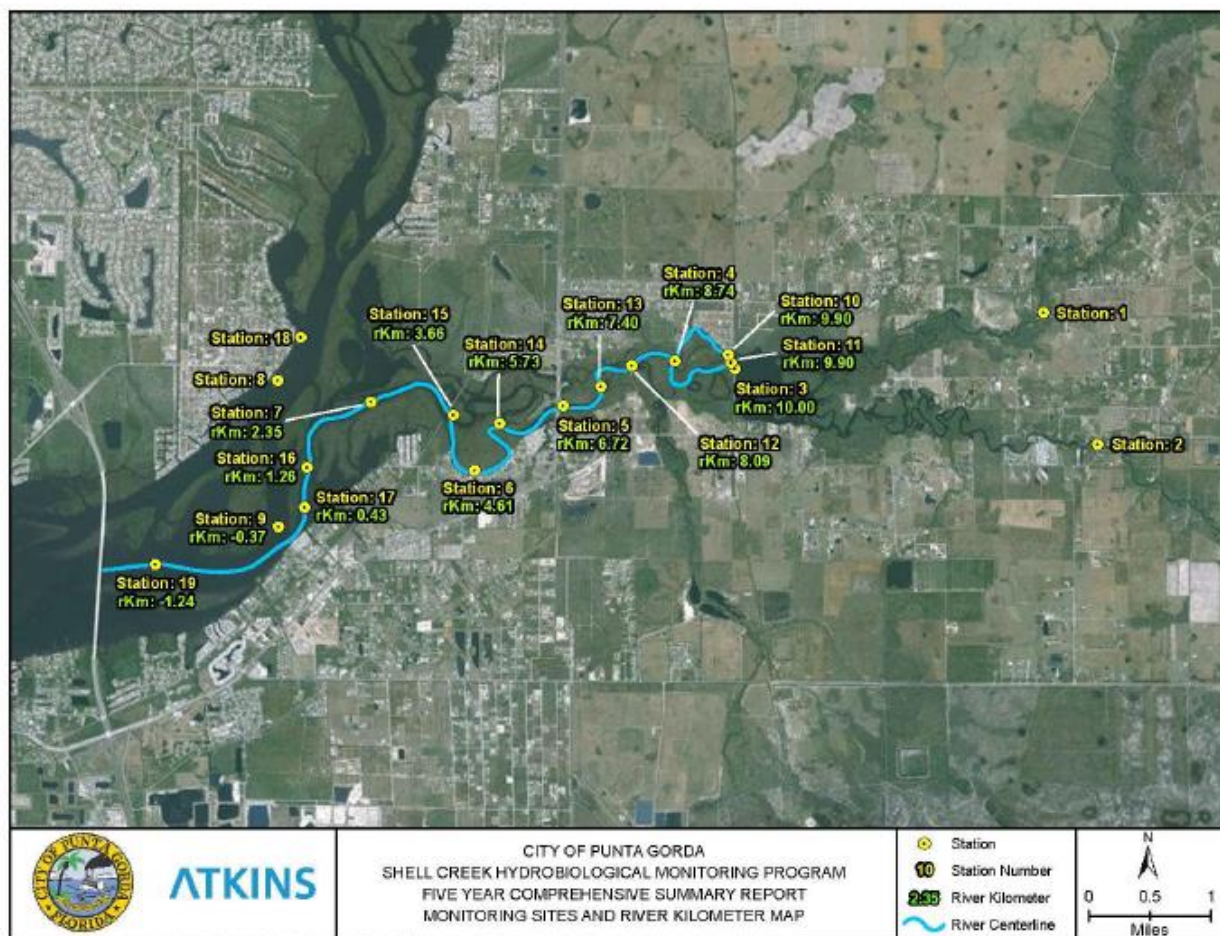 Station: 4
rKm: 8.74
Station: 13
rKm: 7.40
Station: 10
rKm: 9.90
Station: 15
rKm: 3.66
Station: 1
Station: 18
Station: 14
rKm: 5.73
Station: 11
rKm: 9.90
Station: 8
Station: 3
rKm: 10.00
Station: 7
rKm: 2.35
Station: 5
rKm: 6.72
Station: 12
rKm: 8.09
Station: 2
Station: 16
rKm: 1.26
Station: 6
rKm: 4.61
Station: 17
rKm: 0.43
Station: 9
rKm: -0.37
Station: 19
rKm: -1.24
CITY OF PUNTA GORDA
FLORIDA
ATKINS
CITY OF PUNTA GORDA
SHELL CREEK HYDROBIOLOGICAL MONITORING PROGRAM
FIVE YEAR COMPREHENSIVE SUMMARY REPORT
MONITORING SITES AND RIVER KILOMETER MAP
Station
10 Station Number
2.35 River Kilometer
River Centerline
N
0 0.5 1
Miles